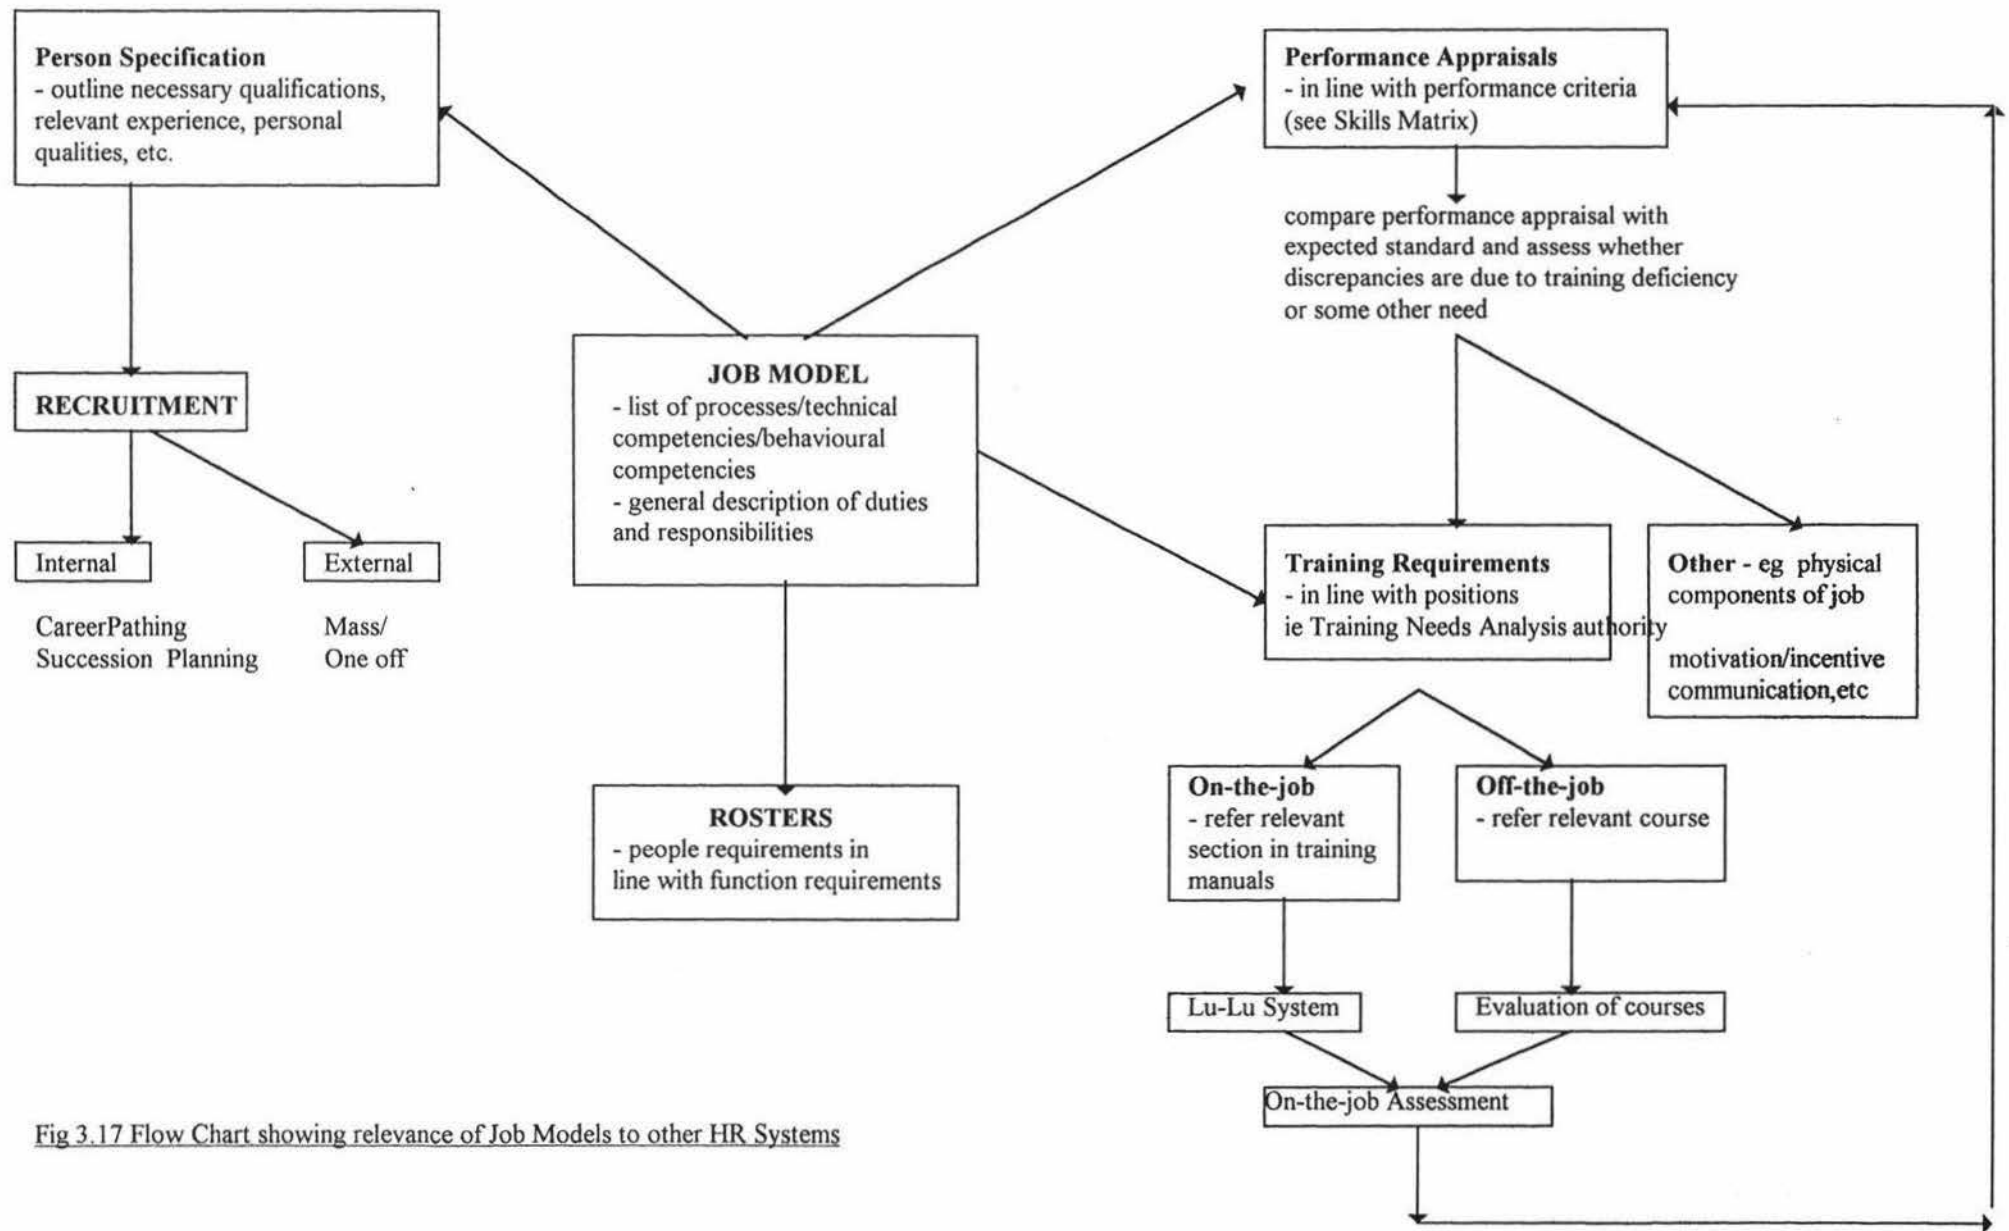 Person Specification
- outline necessary qualifications,
relevant experience, personal
qualities, etc.
RECRUITMENT
Internal
CareerPathing
Succession Planning
External
Mass/
One off
JOB MODEL
- list of processes/technical
competencies/behavioural
competencies
- general description of duties
and responsibilities
ROSTERS
- people requirements in
line with function requirements
Performance Appraisals
- in line with performance criteria
(see Skills Matrix)
compare performance appraisal with
expected standard and assess whether
discrepancies are due to training deficiency
or some other need
Training Requirements
- in line with positions
ie Training Needs Analysis authority
Other - eg physical
components of job
motivation/incentive
communication,etc
On-the-job
- refer relevant
section in training
manuals
Off-the-job
- refer relevant course
Lu-Lu System
Evaluation of courses
On-the-job Assessment
Fig 3.17 Flow Chart showing relevance of Job Models to other HR Systems